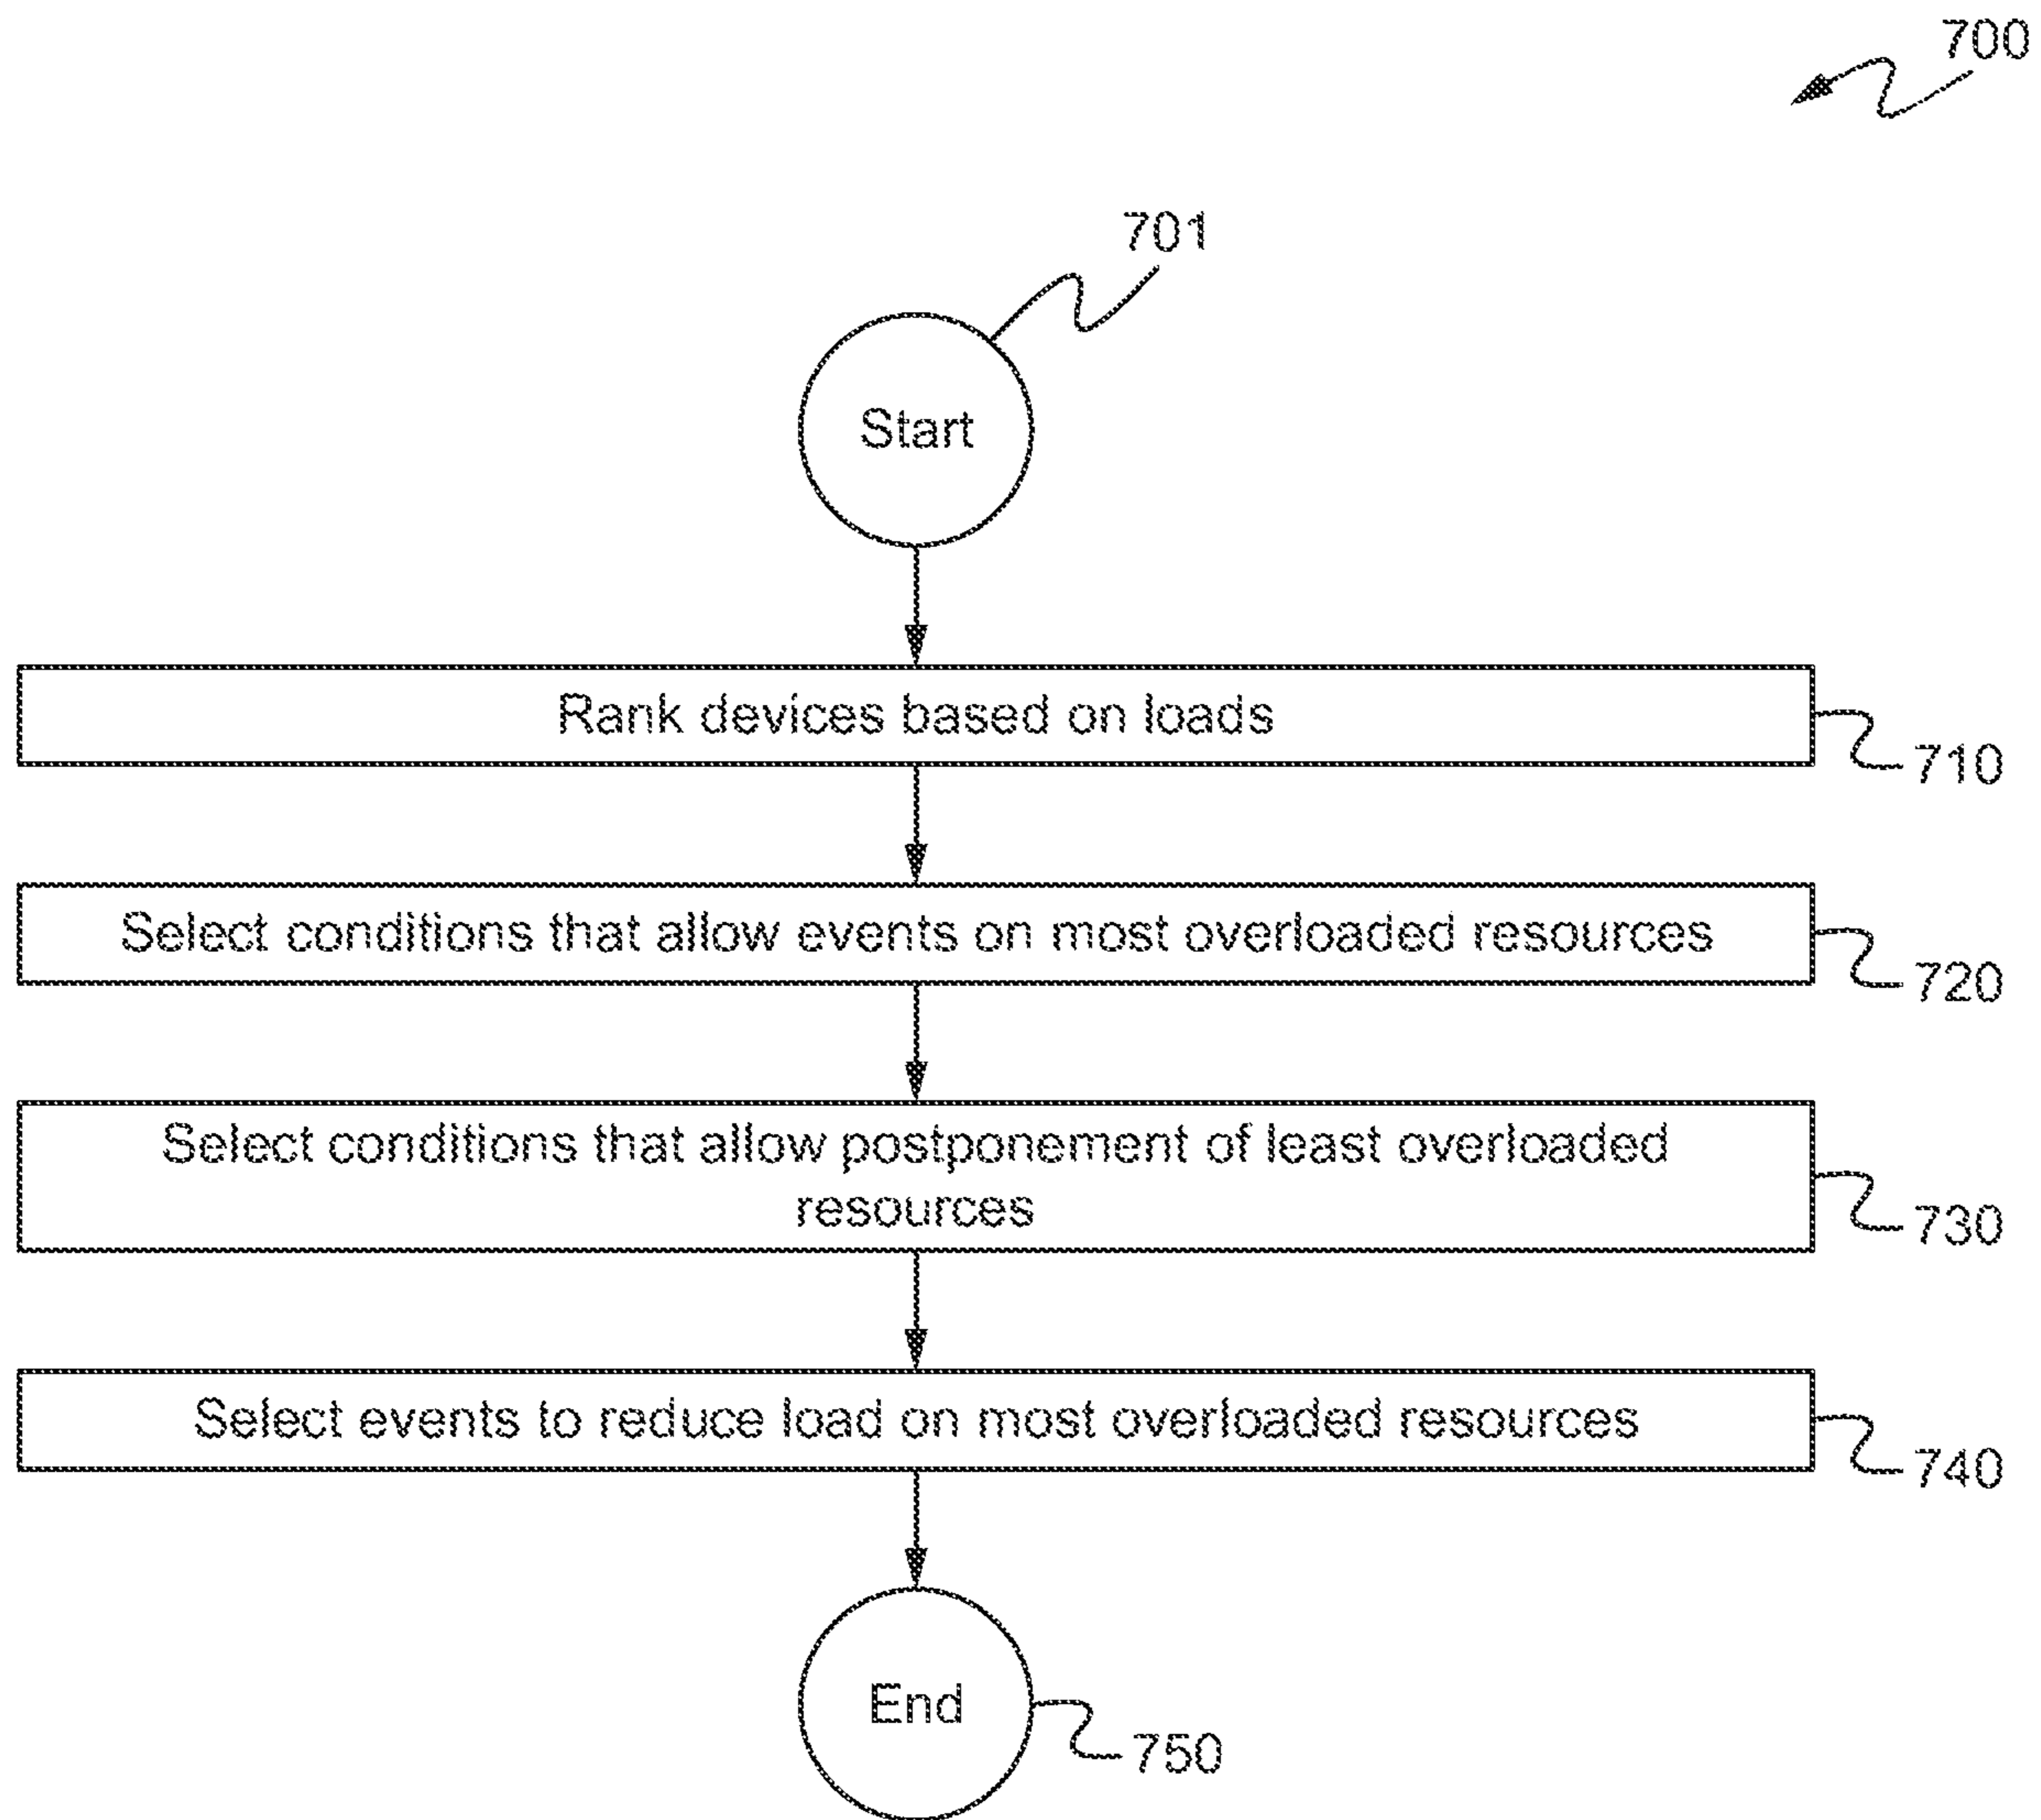 700
701
Start
Rank devices based on loads
710
Select conditions that allow events on most overloaded resources
720
Select conditions that allow postponement of least overloaded
resources
730
Select events to reduce load on most overloaded resources
740
End
750